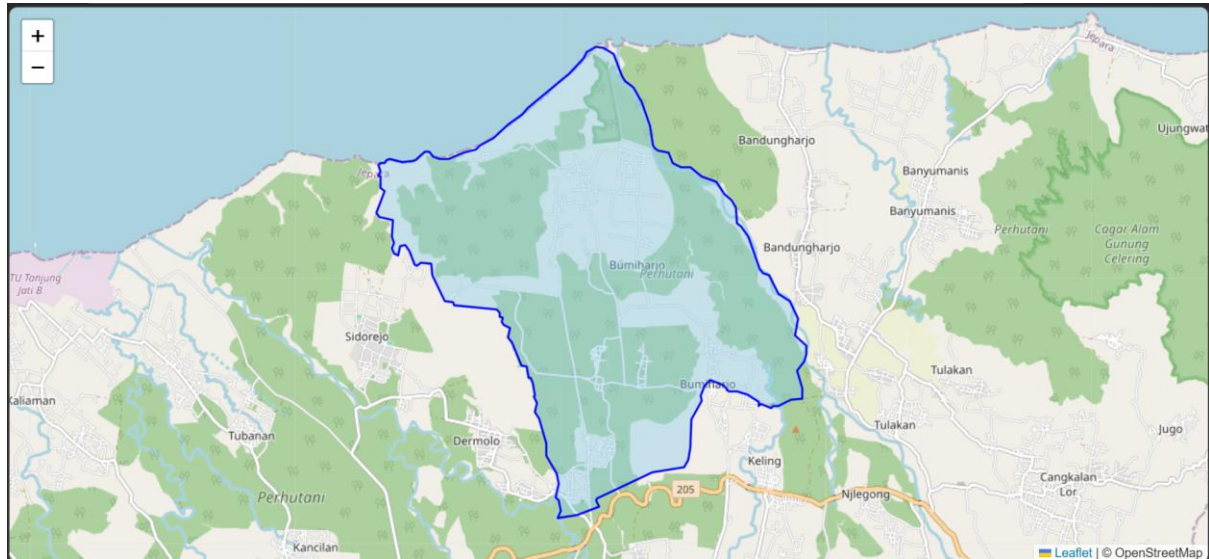 +
−
Jepara
Bandungharjo
Ujungwat
Jepara
Banyumanis
Banyumanis
Perhutani
Cagar Alam
Gunung
Celering
Bandungharjo
TU Tanjung
Jati B
Bumiharjo
Perhutani
Sidorejo
Tulakan
Bumiharjo
Kaliaman
Tubanan
Dermolo
Tulakan
Jugo
Keling
Cangkalan
Lor
Perhutani
205
Njlegong
Kancilan
Leaflet | © OpenStreetMap